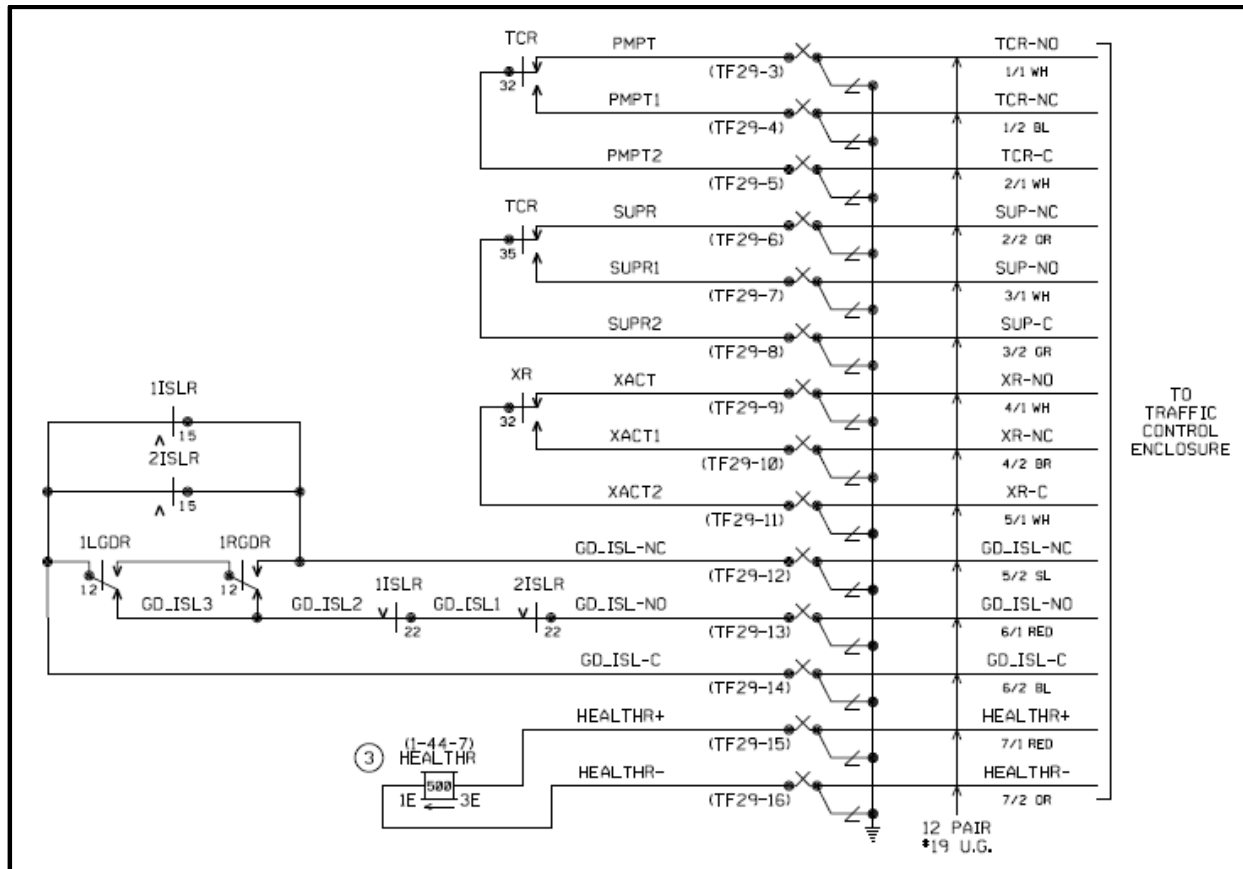 TCR PMPT TCR-NO
32 (TF29-3) 1/1 WH
PMPT1 TCR-NC
(TF29-4) 1/2 BL
PMPT2 TCR-C
(TF29-5) 2/1 WH
TCR SUPR SUP-NC
35 (TF29-6) 2/2 OR
SUPR1 SUP-NO
(TF29-7) 3/1 WH
SUPR2 SUP-C
(TF29-8) 3/2 GR
XR XACT XR-NO
32 (TF29-9) 4/1 WH
XACT1 XR-NC
(TF29-10) 4/2 BR
XACT2 XR-C
(TF29-11) 5/1 WH
1ISLR
15
2ISLR
15
1LGDR 1RGDR GD_ISL-NC GD_ISL-NC
12 12 (TF29-12) 5/2 SL
GD_ISL3 GD_ISL2 1ISLR GD_ISL1 2ISLR GD_ISL-NO GD_ISL-NO
22 22 (TF29-13) 6/1 RED
GD_ISL-C GD_ISL-C
(TF29-14) 6/2 BL
HEALTHR+ HEALTHR+
(TF29-15) 7/1 RED
3 (1-44-7)
HEALTHR
500
1E 3E
HEALTHR- HEALTHR-
(TF29-16) 7/2 OR
12 PAIR
#19 U.G.
TO
TRAFFIC
CONTROL
ENCLOSURE